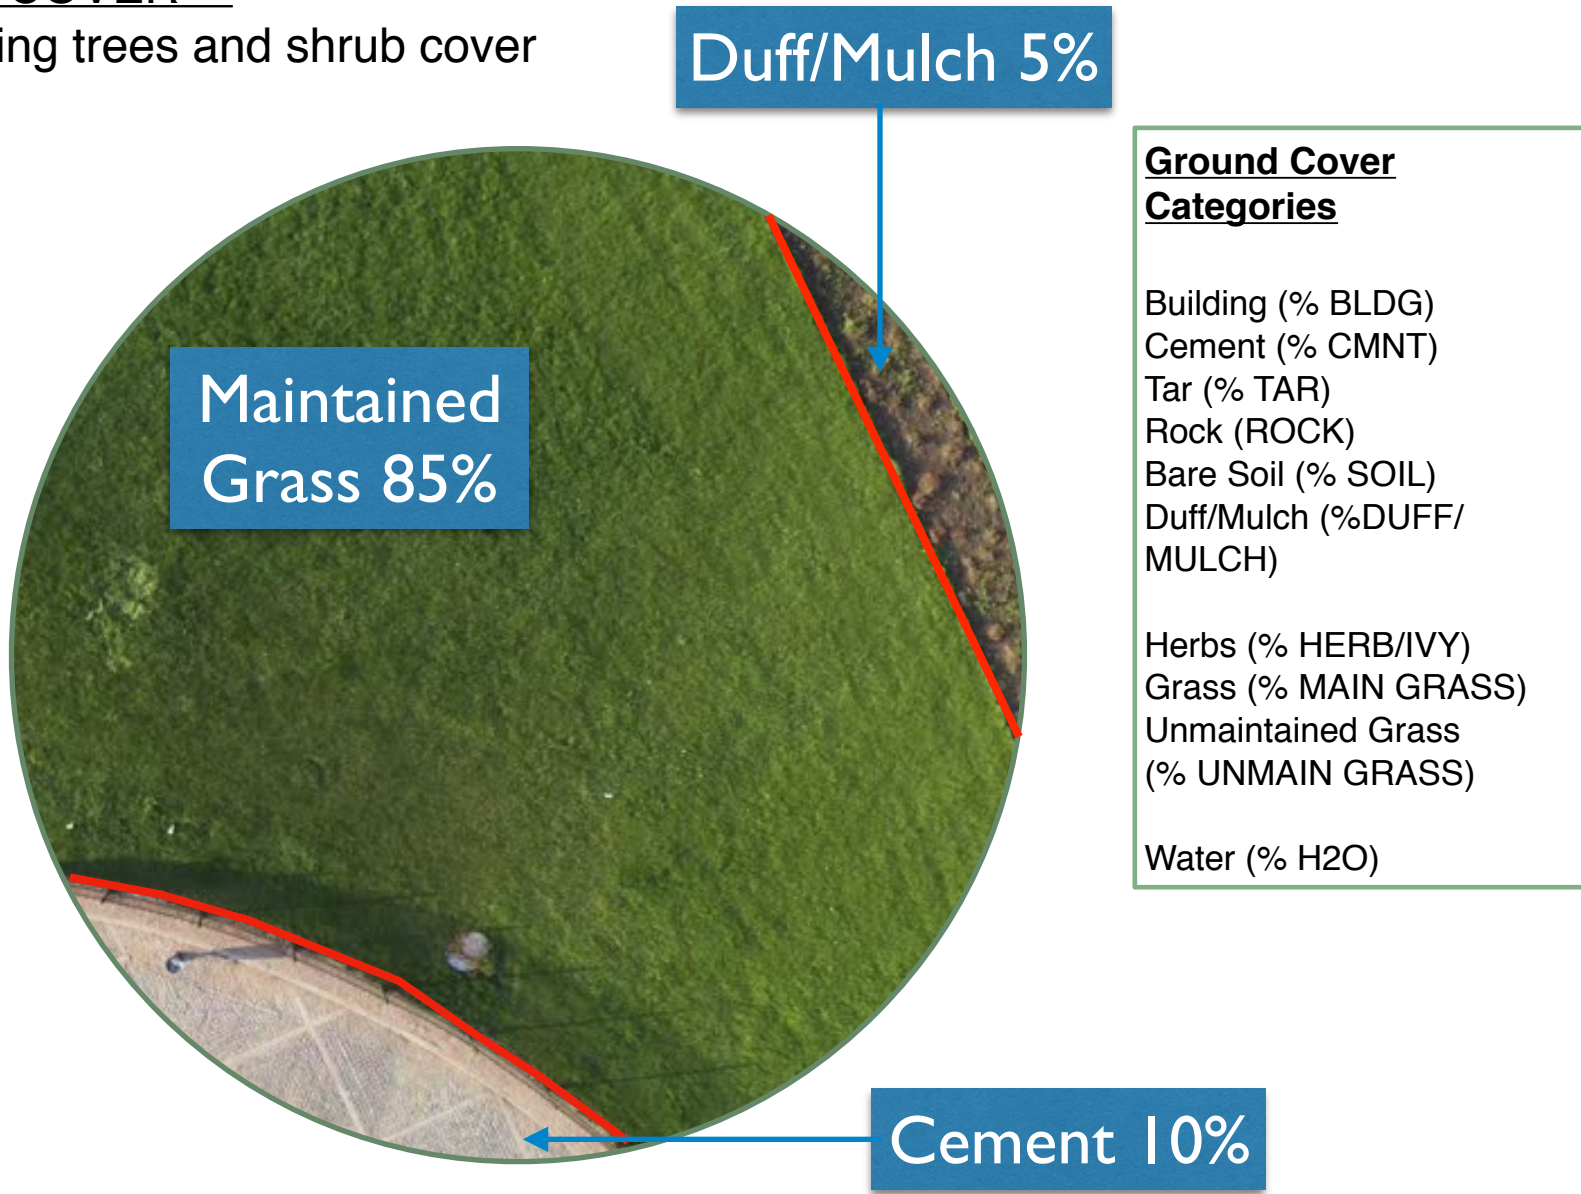 COVER
ing trees and shrub cover
Duff/Mulch 5%
Maintained
Grass 85%
Cement 10%
Ground Cover
Categories
Building (% BLDG)
Cement (% CMNT)
Tar (% TAR)
Rock (ROCK)
Bare Soil (% SOIL)
Duff/Mulch (%DUFF/
MULCH)
Herbs (% HERB/IVY)
Grass (% MAIN GRASS)
Unmaintained Grass
(% UNMAIN GRASS)
Water (% H2O)